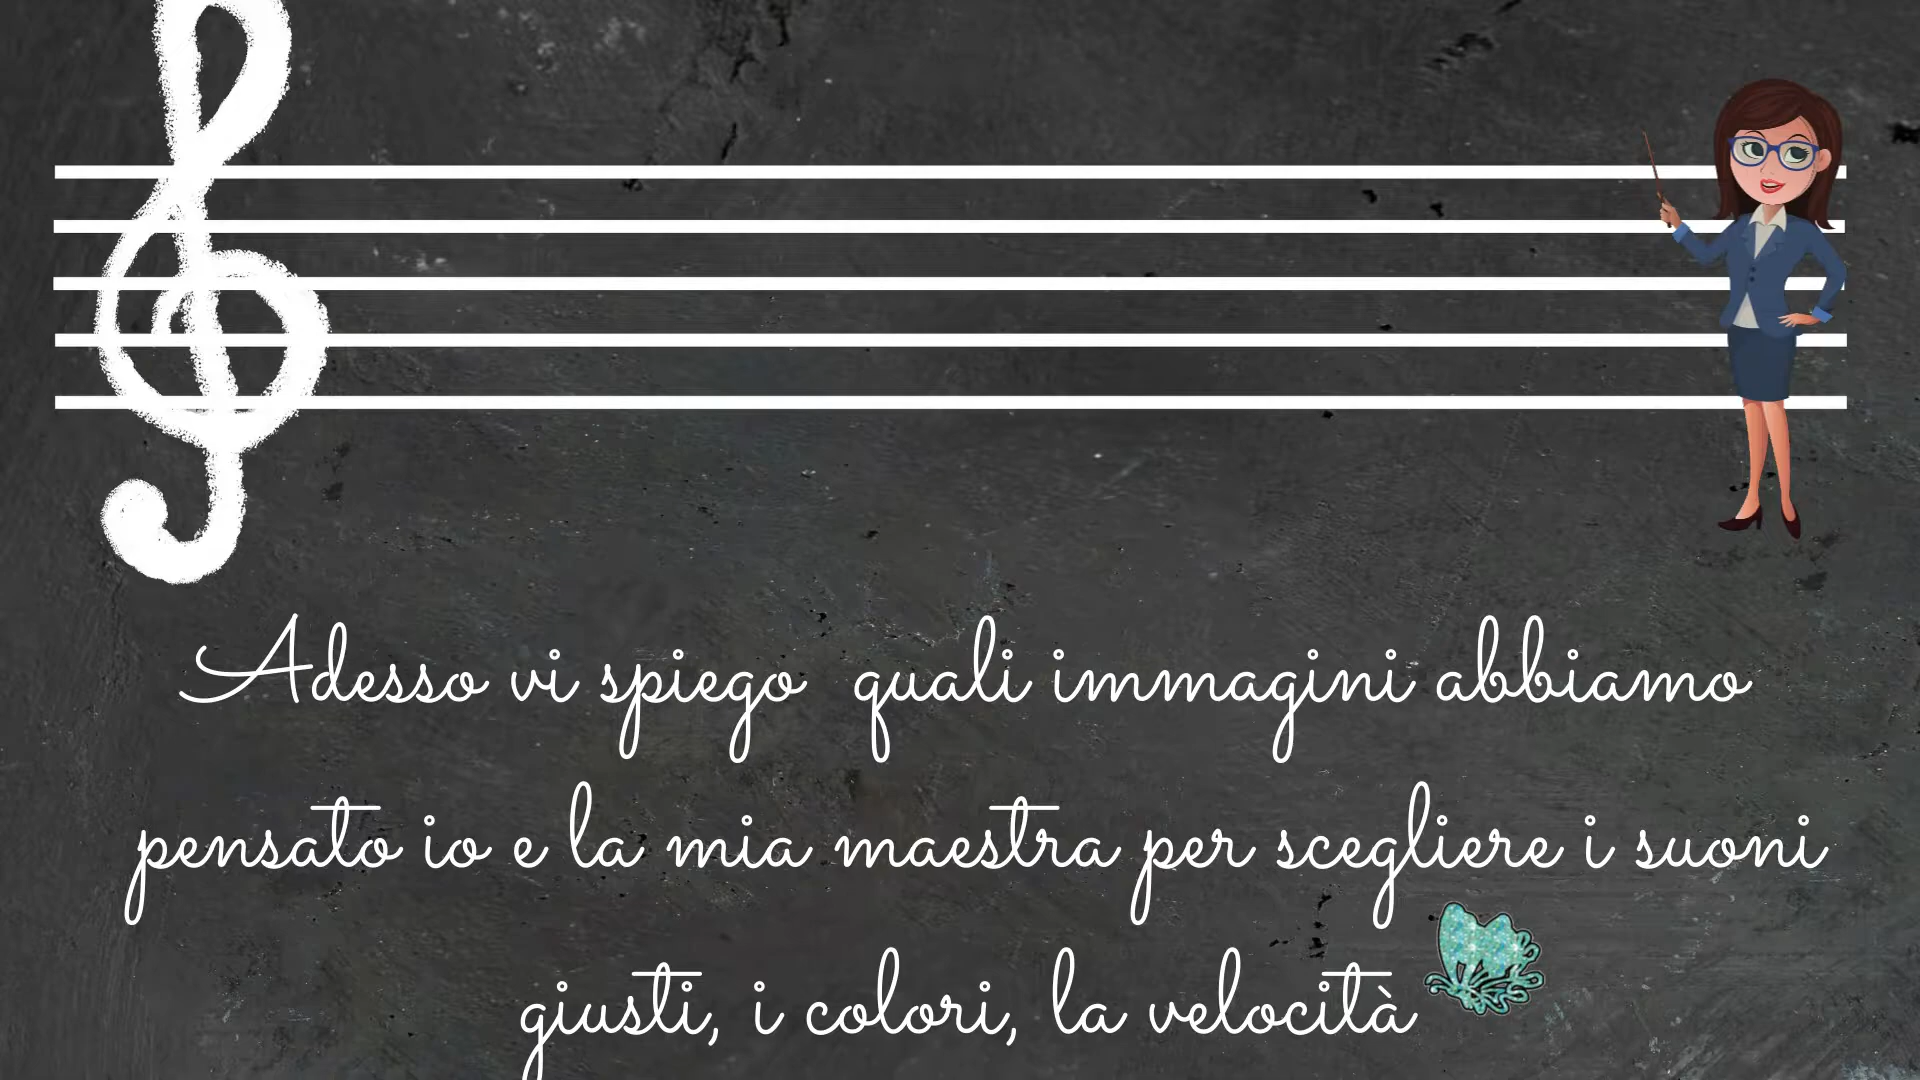 Adesso vi spiego quali immagini abbiamo
pensato io e la mia maestra per scegliere i suoni
giusti, i colori, la velocità